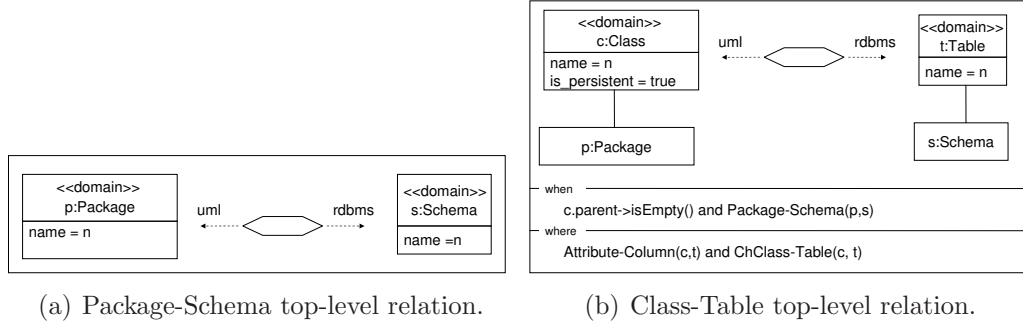 <<domain>>
p:Package
name = n
uml
rdbms
<<domain>>
s:Schema
name =n
(a) Package-Schema top-level relation.
<<domain>>
c:Class
name = n
is_persistent = true
p:Package
uml
rdbms
<<domain>>
t:Table
name = n
s:Schema
when
c.parent->isEmpty() and Package-Schema(p,s)
where
Attribute-Column(c,t) and ChClass-Table(c, t)
(b) Class-Table top-level relation.